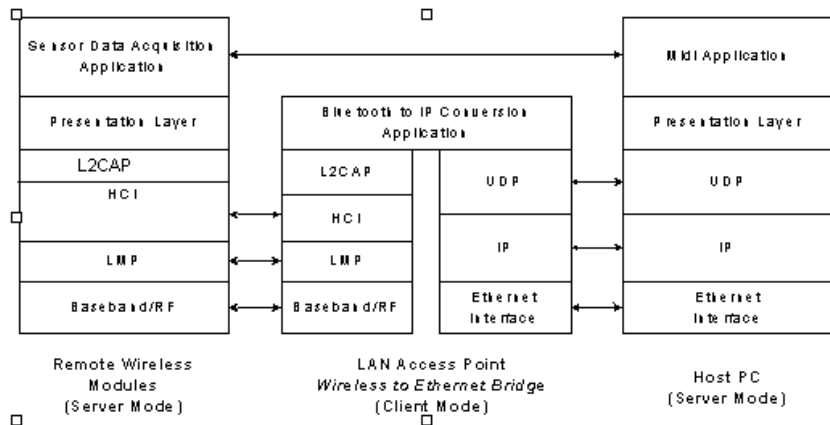 Sensor Data Acquisition
Application
Presentation Layer
L2CAP
HCI
LMP
Baseband/RF
Remote Wireless
Modules
(Server Mode)
Bluetooth to IP Conversion
Application
L2CAP
HCI
LMP
Baseband/RF
UDP
IP
Ethernet
Interface
LAN Access Point
Wireless to Ethernet Bridge
(Client Mode)
Midi Application
Presentation Layer
UDP
IP
Ethernet
Interface
Host PC
(Server Mode)